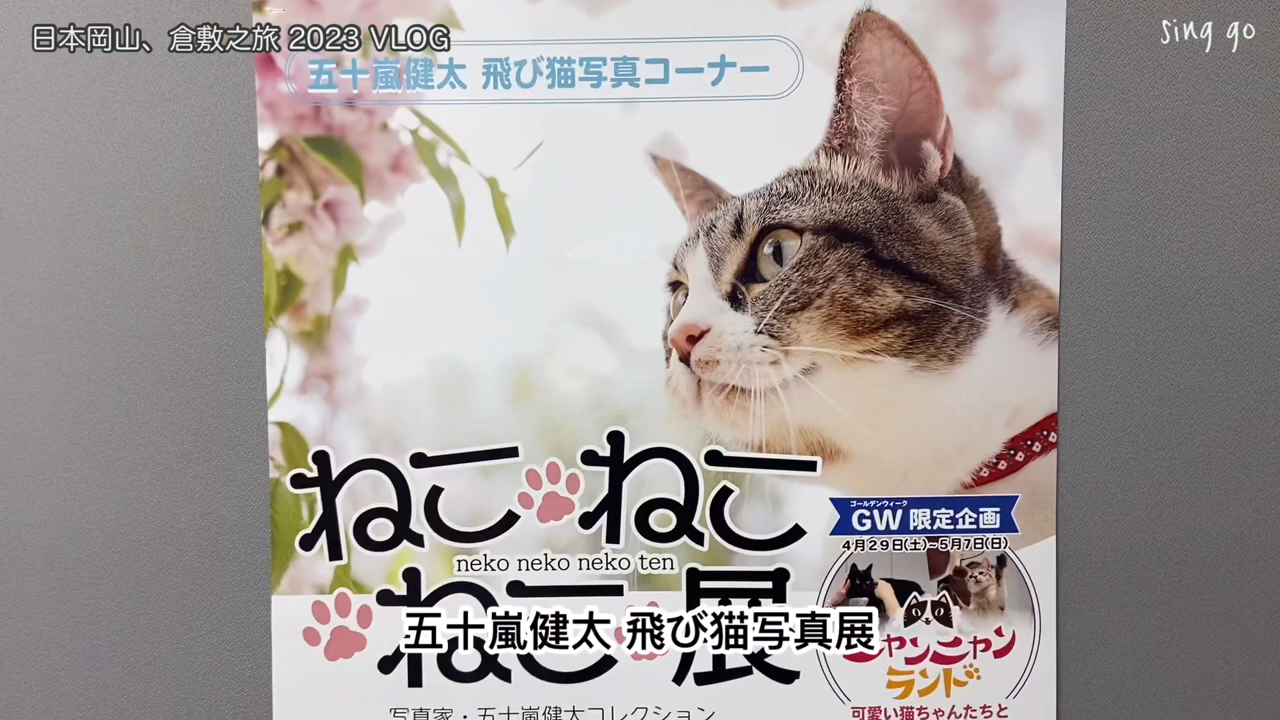 日本岡山、倉敷之旅 2023 VLOG
sing go
五十嵐健太 飛び猫写真コーナー
ねこねこ
neko neko neko ten
ねこ展
ゴールデンウィーク
GW 限定企画
4月29日(土)~5月7日(日)
ニャンニャン
ランド
可愛い猫ちゃんたちと
五十嵐健太 飛び猫写真展
写真家・五十嵐健太コレクション